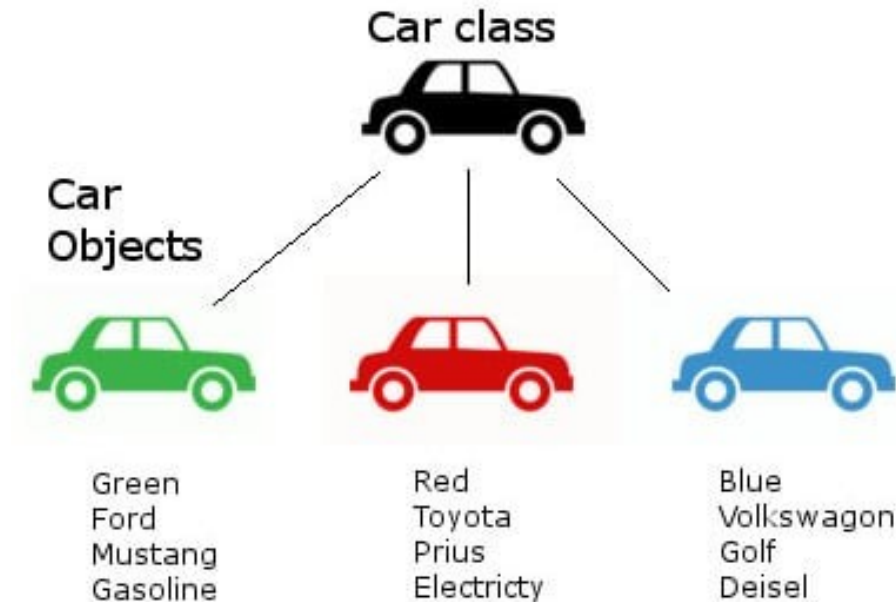 Car class
Car
Objects
Green
Ford
Mustang
Gasoline
Red
Toyota
Prius
Electricty
Blue
Volkswagon
Golf
Deisel